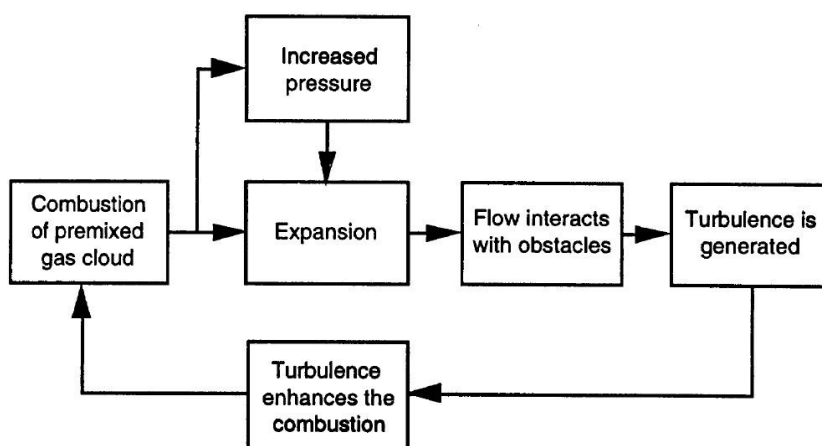 Increased
pressure
Combustion
of premixed
gas cloud
Expansion
Flow interacts
with obstacles
Turbulence is
generated
Turbulence
enhances the
combustion